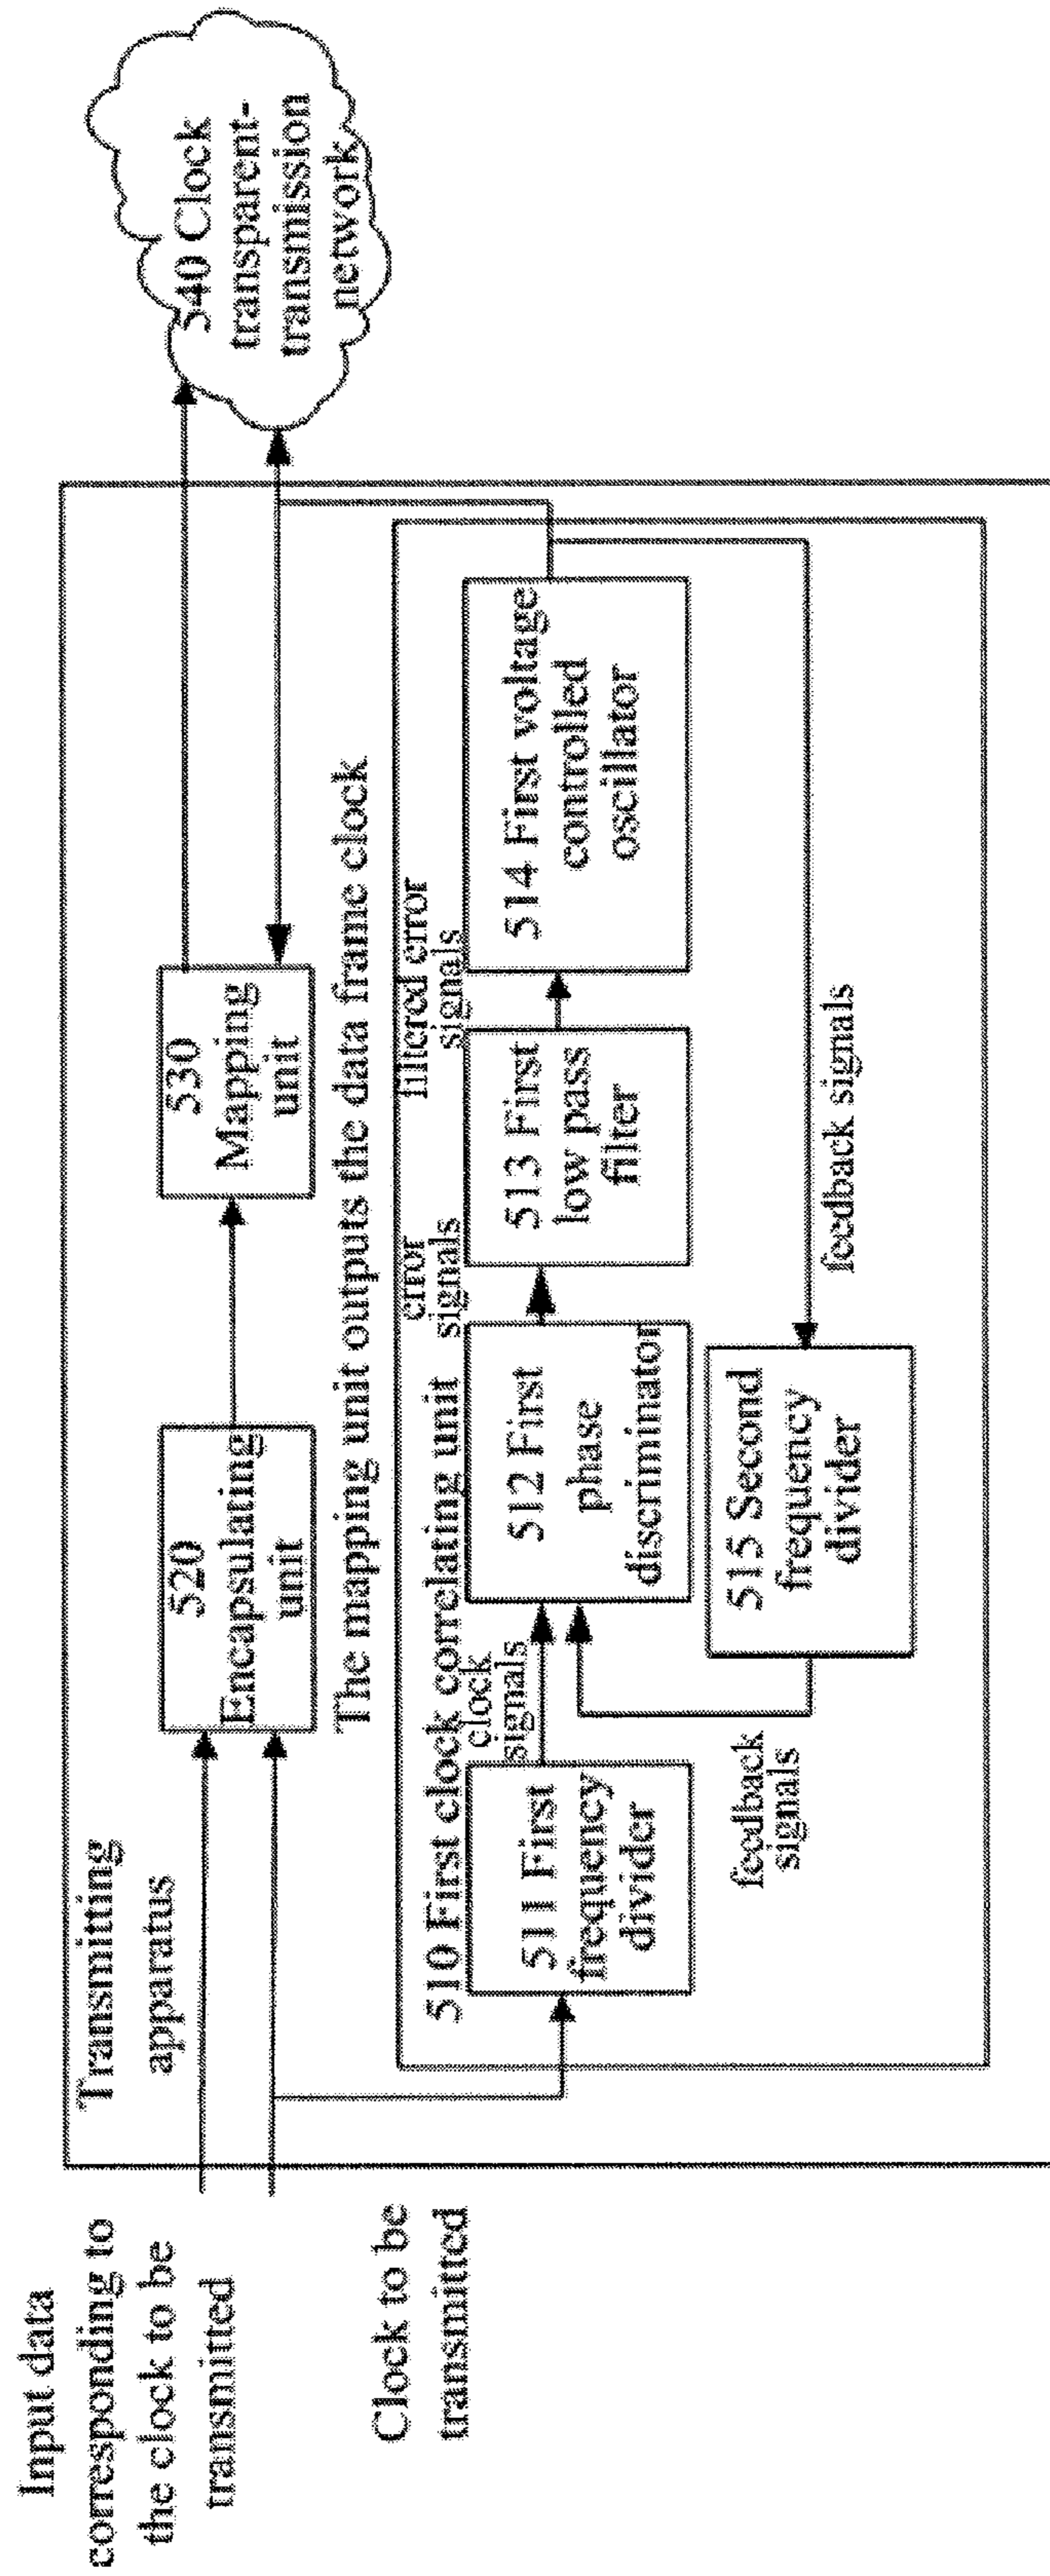 Input data
corresponding to
the clock to be
transmitted
Clock to be
transmitted
Transmitting
apparatus
520
Encapsulating
unit
530
Mapping
unit
540 Clock
transparent-
transmission
network
The mapping unit outputs the data frame clock
510 First clock correlating unit
511 First
frequency
divider
clock
signals
512 First
phase
discriminator
error
signals
513 First
low pass
filter
filtered error
signals
514 First voltage
controlled
oscillator
515 Second
frequency
divider
feedback
signals
feedback signals